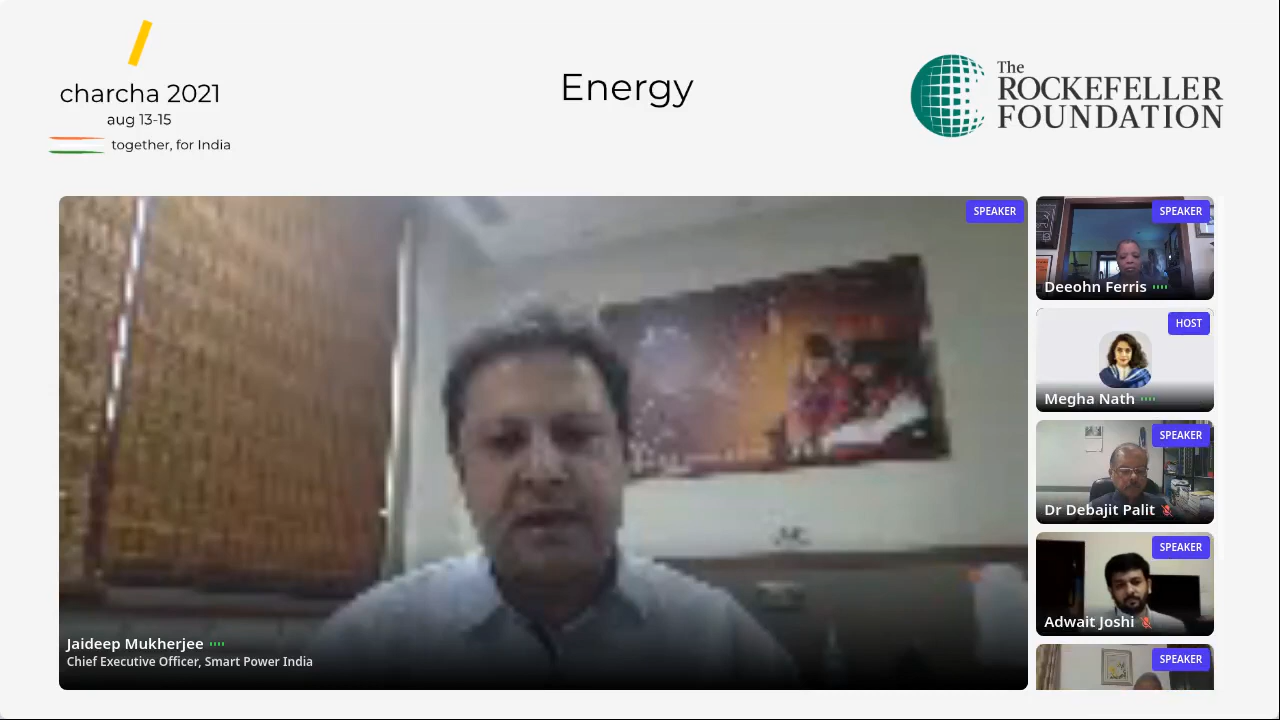 charcha 2021
aug 13-15
together, for India
Energy
The
ROCKEFELLER
FOUNDATION
SPEAKER
Jaideep Mukherjee
Chief Executive Officer, Smart Power India
SPEAKER
Deeohn Ferris
HOST
Megha Nath
SPEAKER
Dr Debajit Palit
SPEAKER
Adwait Joshi
SPEAKER